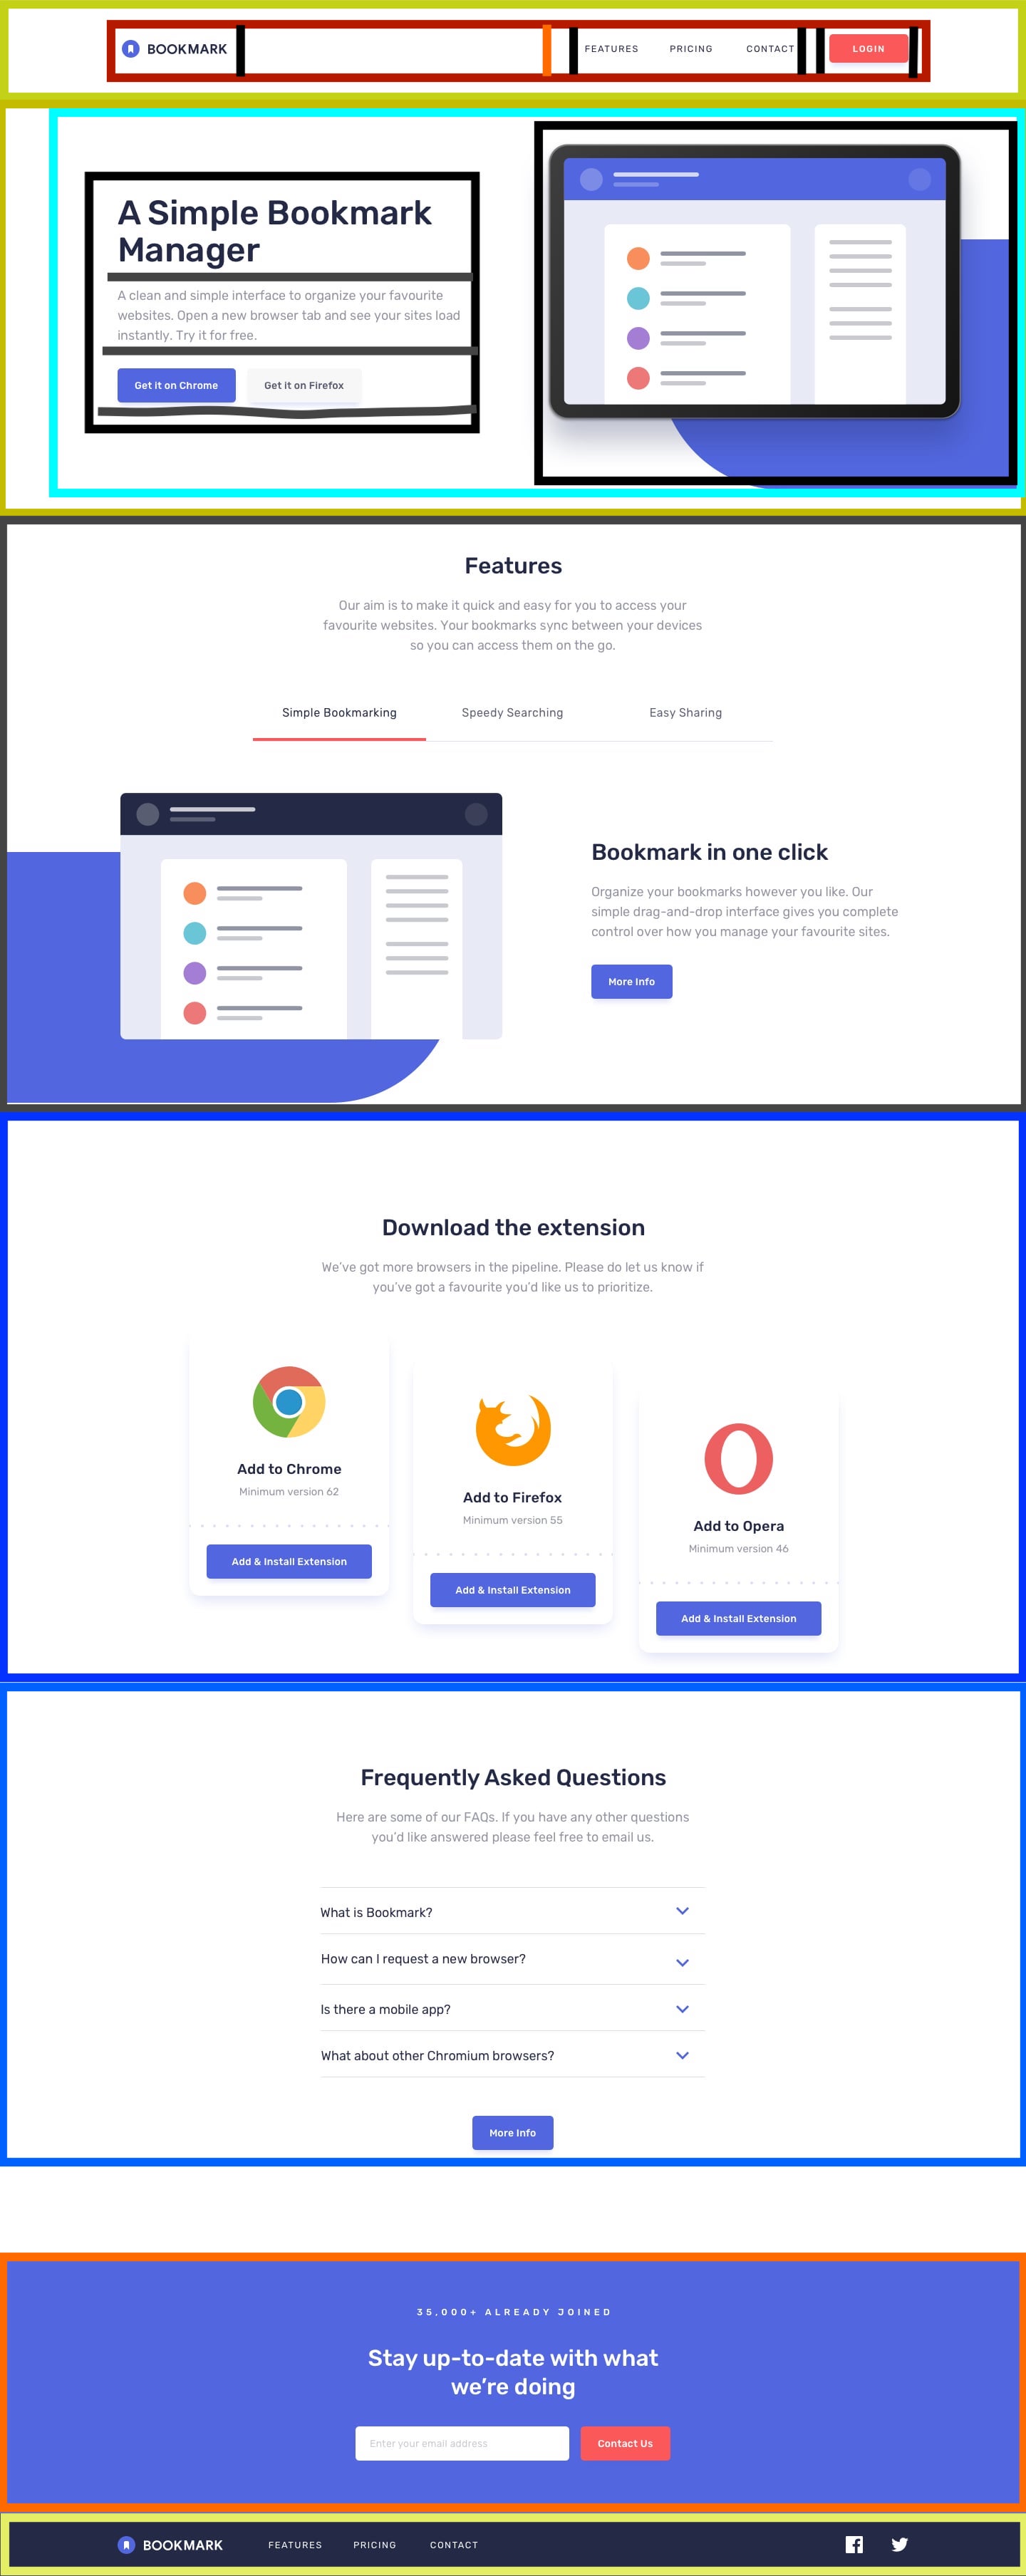 BOOKMARK
FEATURES PRICING CONTACT LOGIN
A Simple Bookmark
Manager
A clean and simple interface to organize your favourite
websites. Open a new browser tab and see your sites load
instantly. Try it for free.
Get it on Chrome Get it on Firefox
Features
Our aim is to make it quick and easy for you to access your
favourite websites. Your bookmarks sync between your devices
so you can access them on the go.
Simple Bookmarking Speedy Searching Easy Sharing
Bookmark in one click
Organize your bookmarks however you like. Our
simple drag-and-drop interface gives you complete
control over how you manage your favourite sites.
More Info
Download the extension
We’ve got more browsers in the pipeline. Please do let us know if
you’ve got a favourite you’d like us to prioritize.
Add to Chrome
Minimum version 62
Add & Install Extension
Add to Firefox
Minimum version 55
Add & Install Extension
Add to Opera
Minimum version 46
Add & Install Extension
Frequently Asked Questions
Here are some of our FAQs. If you have any other questions
you’d like answered please feel free to email us.
What is Bookmark?
How can I request a new browser?
Is there a mobile app?
What about other Chromium browsers?
More Info
35,000+ ALREADY JOINED
Stay up-to-date with what
we’re doing
Enter your email address Contact Us
BOOKMARK FEATURES PRICING CONTACT